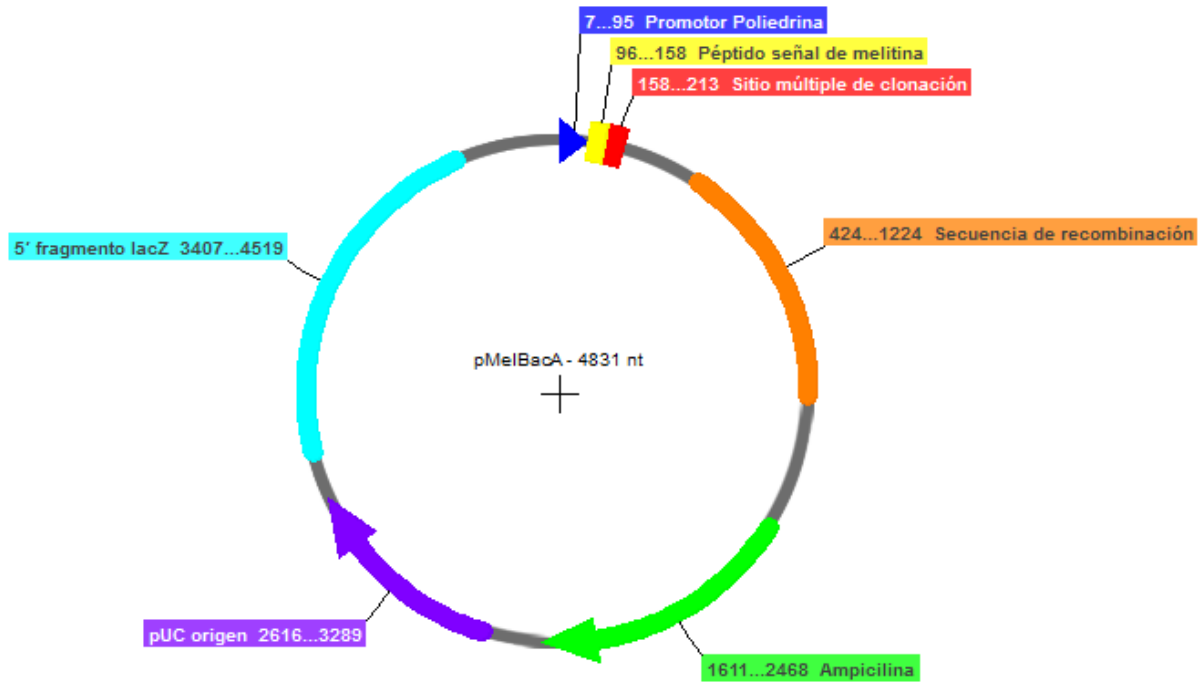 7...95 Promotor Poliedrina
96...158 Péptido señal de melitina
158...213 Sitio múltiple de clonación
424...1224 Secuencia de recombinación
5' fragmento lacZ 3407...4519
pMelBacA - 4831 nt
pUC origen 2616...3289
1611...2468 Ampicilina